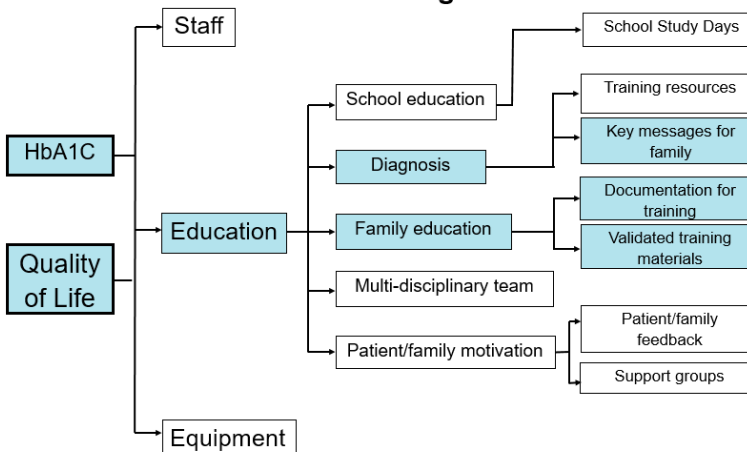 Staff
School Study Days
School education
Training resources
HbA1C
Diagnosis
Key messages for
family
Education
Family education
Documentation for
training
Validated training
materials
Quality
of Life
Multi-disciplinary team
Patient/family motivation
Patient/family
feedback
Support groups
Equipment